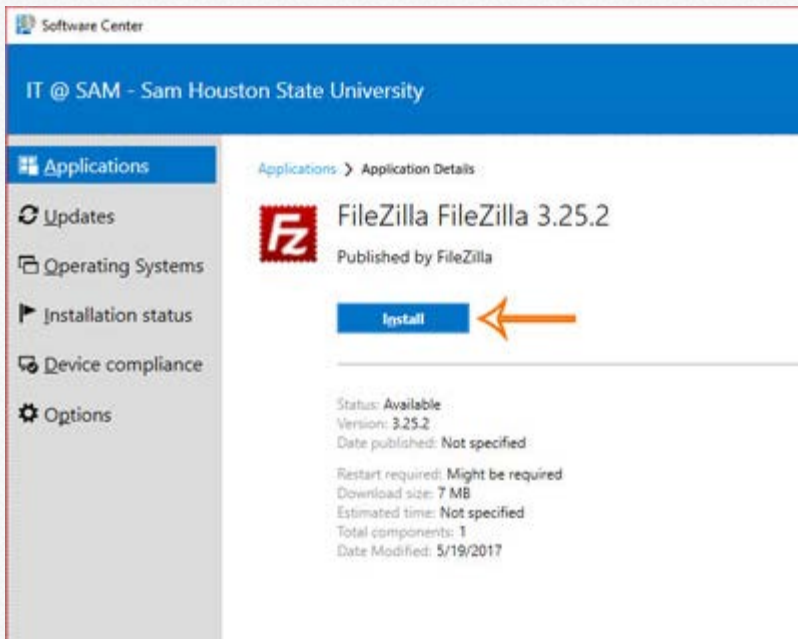 Software Center
IT @ SAM - Sam Houston State University
Applications
Updates
Operating Systems
Installation status
Device compliance
Options
Applications > Application Details
Fz
FileZilla FileZilla 3.25.2
Published by FileZilla
Install
Status: Available
Version: 3.25.2
Date published: Not specified
Restart required: Might be required
Download size: 7 MB
Estimated time: Not specified
Total components: 1
Date Modified: 5/19/2017